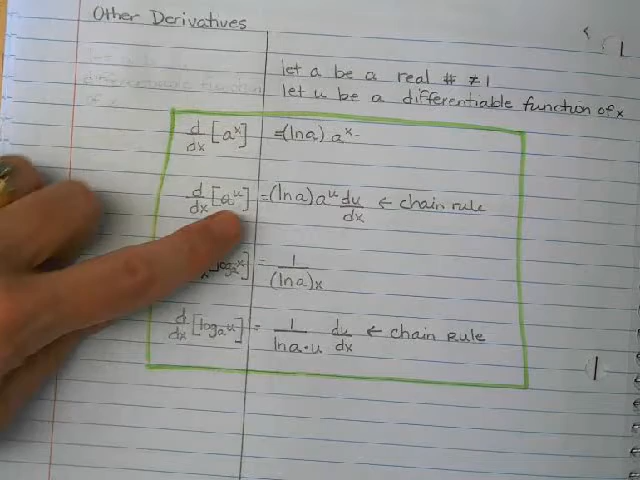 Other Derivatives
let a be a real # ≠ 1
let u be a differentiable function of x
d/dx [a^x] = (ln a) a^x
d/dx [a^u] = (ln a) a^u du/dx ← chain rule
log_a^x] = 1/((ln a) x)
d/dx [log_a^u] = 1/(ln a · u) du/dx ← chain Rule